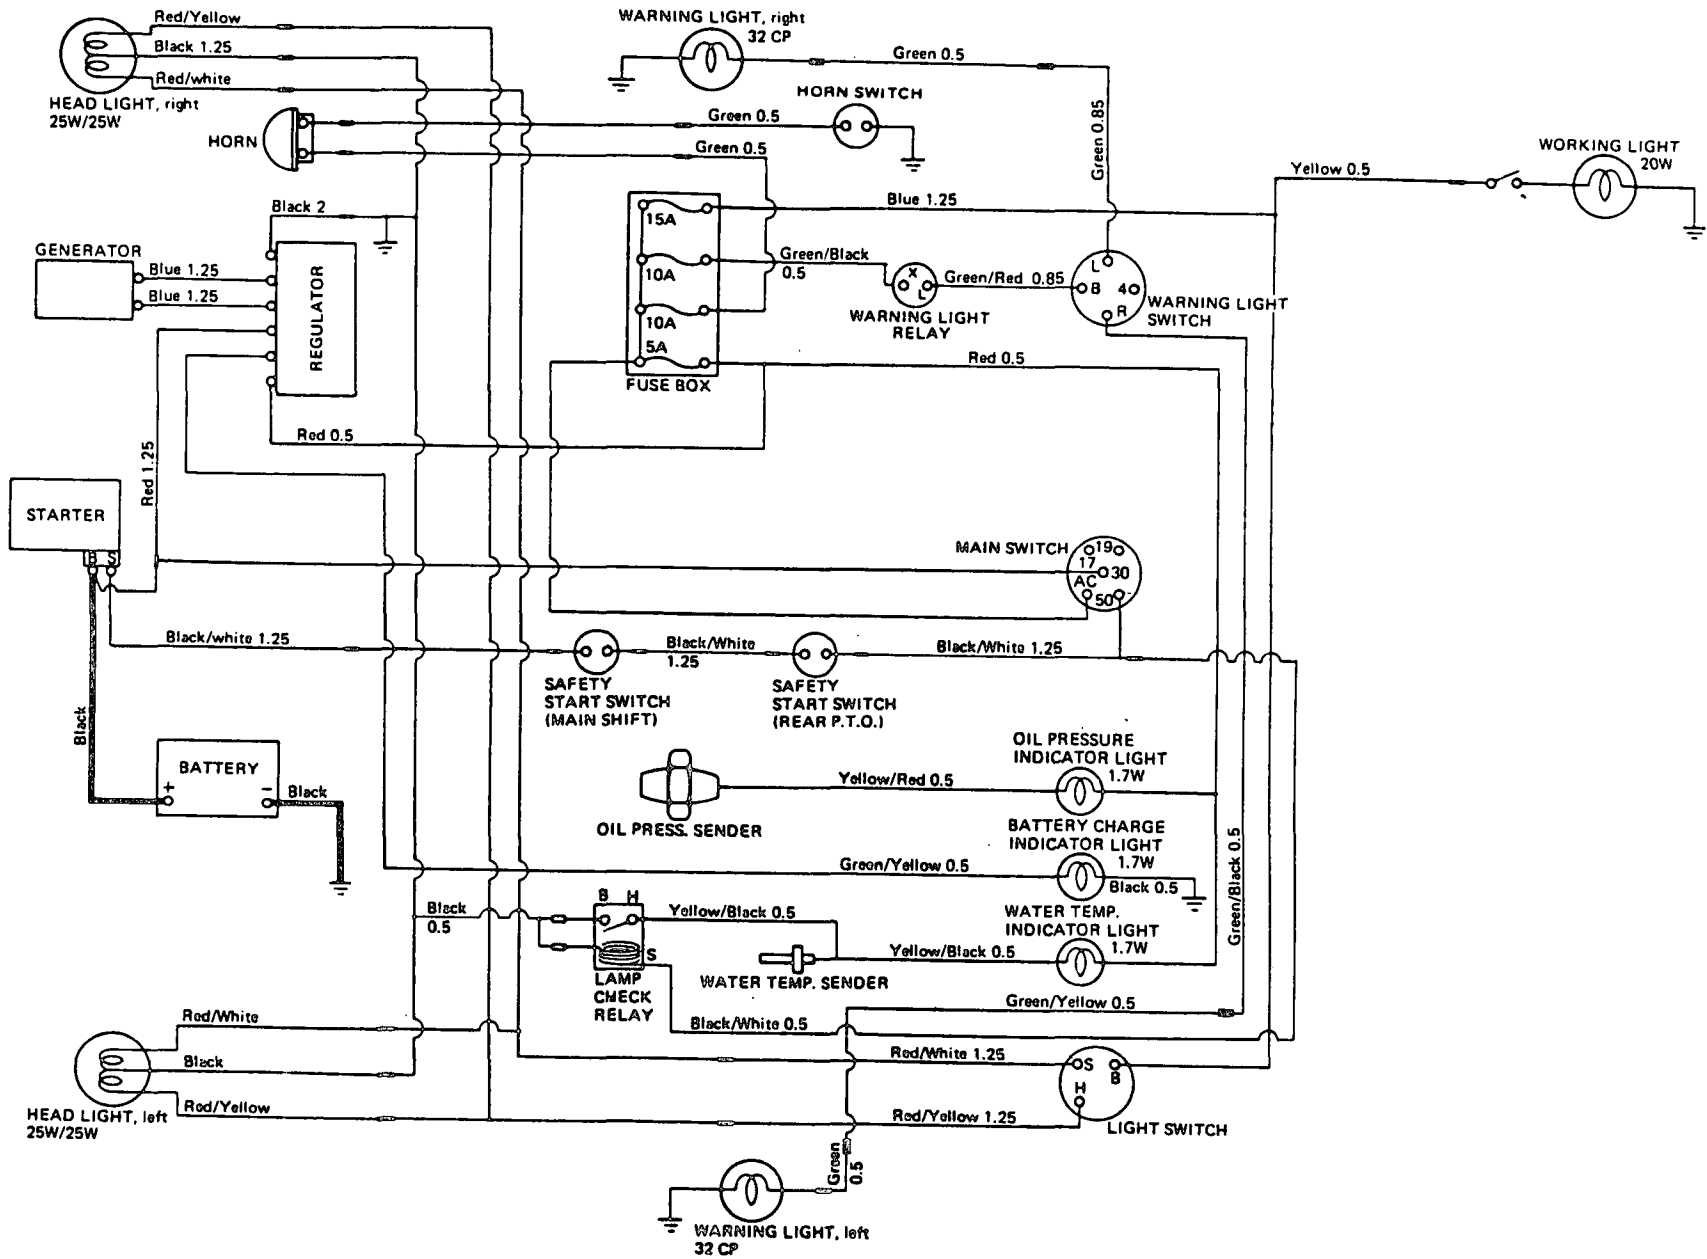 Red/Yellow
Black 1.25
Red/white
HEAD LIGHT, right
25W/25W
WARNING LIGHT, right
32 CP
Green 0.5
HORN SWITCH
HORN
Green 0.5
Green 0.5
Green 0.85
WORKING LIGHT
20W
Yellow 0.5
Black 2
Blue 1.25
15A
10A
10A
5A
FUSE BOX
GENERATOR
Blue 1.25
Blue 1.25
REGULATOR
Green/Black
0.5
X
L
Green/Red 0.85
WARNING LIGHT
RELAY
L
B
4
R
WARNING LIGHT
SWITCH
Red 0.5
Red 0.5
Red 1.25
STARTER
B
S
MAIN SWITCH
19
17
30
AC
50
Black/white 1.25
Black/White
1.25
Black/White 1.25
SAFETY
START SWITCH
(MAIN SHIFT)
SAFETY
START SWITCH
(REAR P.T.O.)
Black
BATTERY
+
-
Black
OIL PRESSURE
INDICATOR LIGHT
1.7W
Yellow/Red 0.5
OIL PRESS. SENDER
BATTERY CHARGE
INDICATOR LIGHT
1.7W
Green/Yellow 0.5
Black 0.5
Green/Black 0.5
B
H
Black
0.5
Yellow/Black 0.5
S
LAMP
CHECK
RELAY
WATER TEMP.
INDICATOR LIGHT
1.7W
Yellow/Black 0.5
WATER TEMP. SENDER
Green/Yellow 0.5
Black/White 0.5
Red/White
Black
Red/Yellow
HEAD LIGHT, left
25W/25W
Red/White 1.25
S
B
H
Red/Yellow 1.25
LIGHT SWITCH
Green
0.5
WARNING LIGHT, left
32 CP